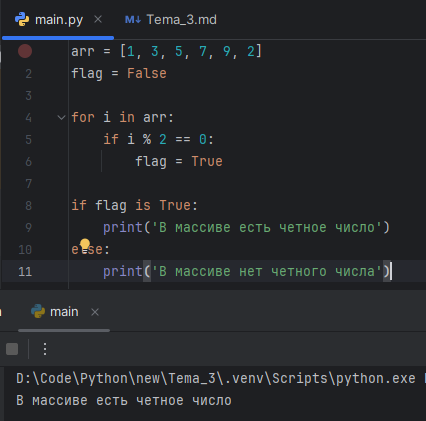 main.py × M↓ Tema_3.md
arr = [1, 3, 5, 7, 9, 2]
2 flag = False
3
4 for i in arr:
5 if i % 2 == 0:
6 flag = True
7
8 if flag is True:
9 print('В массиве есть четное число')
10 else:
11 print('В массиве нет четного числа')
main ×
D:\Code\Python\new\Tema_3\.venv\Scripts\python.exe
В массиве есть четное число